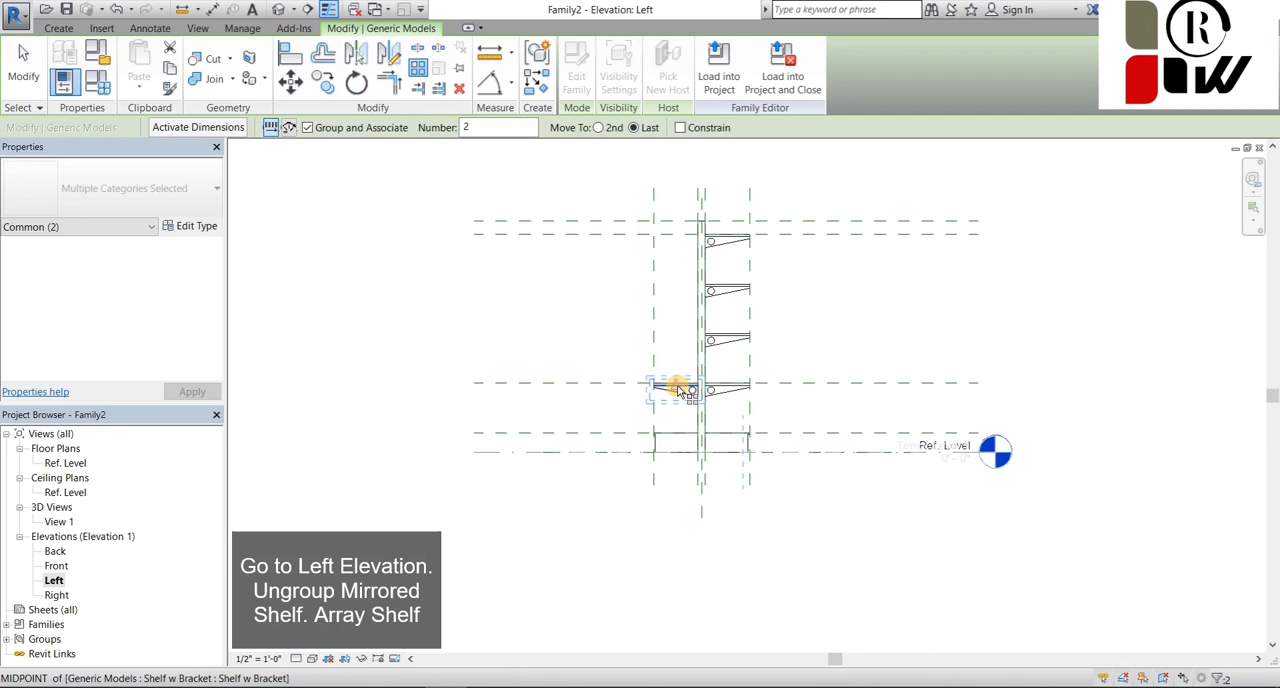 Family2 - Elevation: Left
Type a keyword or phrase
Sign In
R
JLW
Create Insert Annotate View Manage Add-Ins Modify | Generic Models
Modify
Paste
Cut
Join
Edit Family
Visibility Settings
Pick New Host
Load into Project
Load into Project and Close
Select Properties Clipboard Geometry Modify Measure Create Mode Visibility Host Family Editor
Modify | Generic Models Activate Dimensions Group and Associate Number: 2 Move To: 2nd Last Constrain
Properties
Multiple Categories Selected
Common (2) Edit Type
Properties help Apply
Project Browser - Family2
Views (all)
Floor Plans
Ref. Level
Ceiling Plans
Ref. Level
3D Views
View 1
Elevations (Elevation 1)
Back
Front
Left
Right
Sheets (all)
Families
Groups
Revit Links
Ref. Level
0' - 0"
Go to Left Elevation.
Ungroup Mirrored
Shelf. Array Shelf
1/2" = 1'-0"
MIDPOINT of [Generic Models : Shelf w Bracket : Shelf w Bracket]
:2